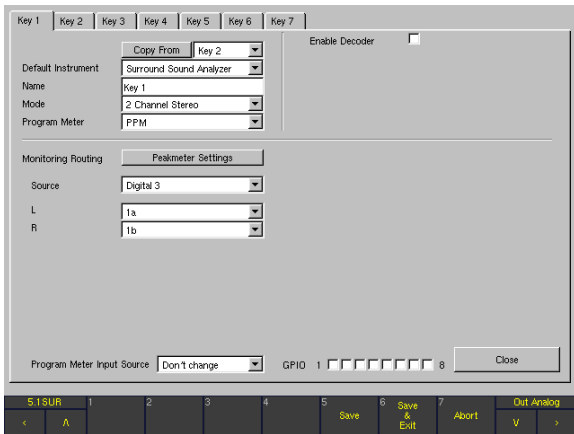 Key 1 Key 2 Key 3 Key 4 Key 5 Key 6 Key 7
Copy From Key 2 Enable Decoder
Default Instrument Surround Sound Analyzer
Name Key 1
Mode 2 Channel Stereo
Program Meter PPM
Monitoring Routing Peakmeter Settings
Source Digital 3
L 1a
R 1b
Program Meter Input Source Don't change GPIO 1 8 Close
5.1SUR 1 2 3 4 5 6 7 Out Analog
< ʌ Save Save & Exit Abort v >